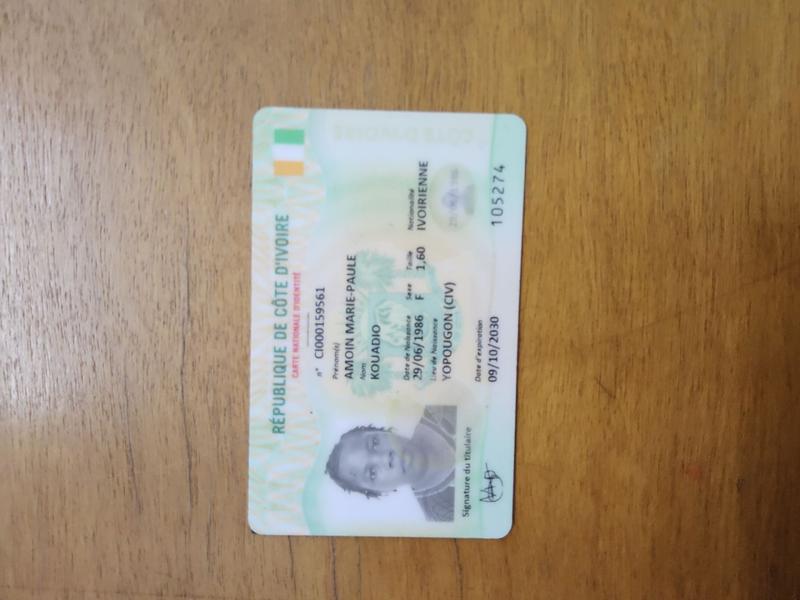 CÔTE D'IVOIRE
RÉPUBLIQUE DE CÔTE D'IVOIRE
CARTE NATIONALE D'IDENTITÉ
n° CI000159561
Prénom(s)
AMOIN MARIE-PAULE
Nom
KOUADIO
Date de Naissance Sexe Taille Nationalité
29/06/1986 F 1,60 IVOIRIENNE
Lieu de Naissance
YOPOUGON (CIV)
Signature du titulaire
Date d'expiration
09/10/2030
105274